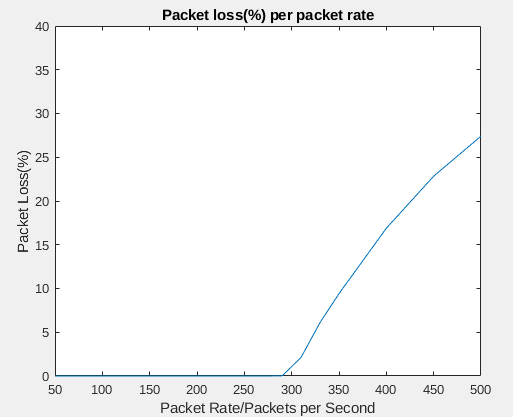 Packet loss(%) per packet rate
40
35
30
25
20
15
10
5
0
Packet Loss(%)
50 100 150 200 250 300 350 400 450 500
Packet Rate/Packets per Second